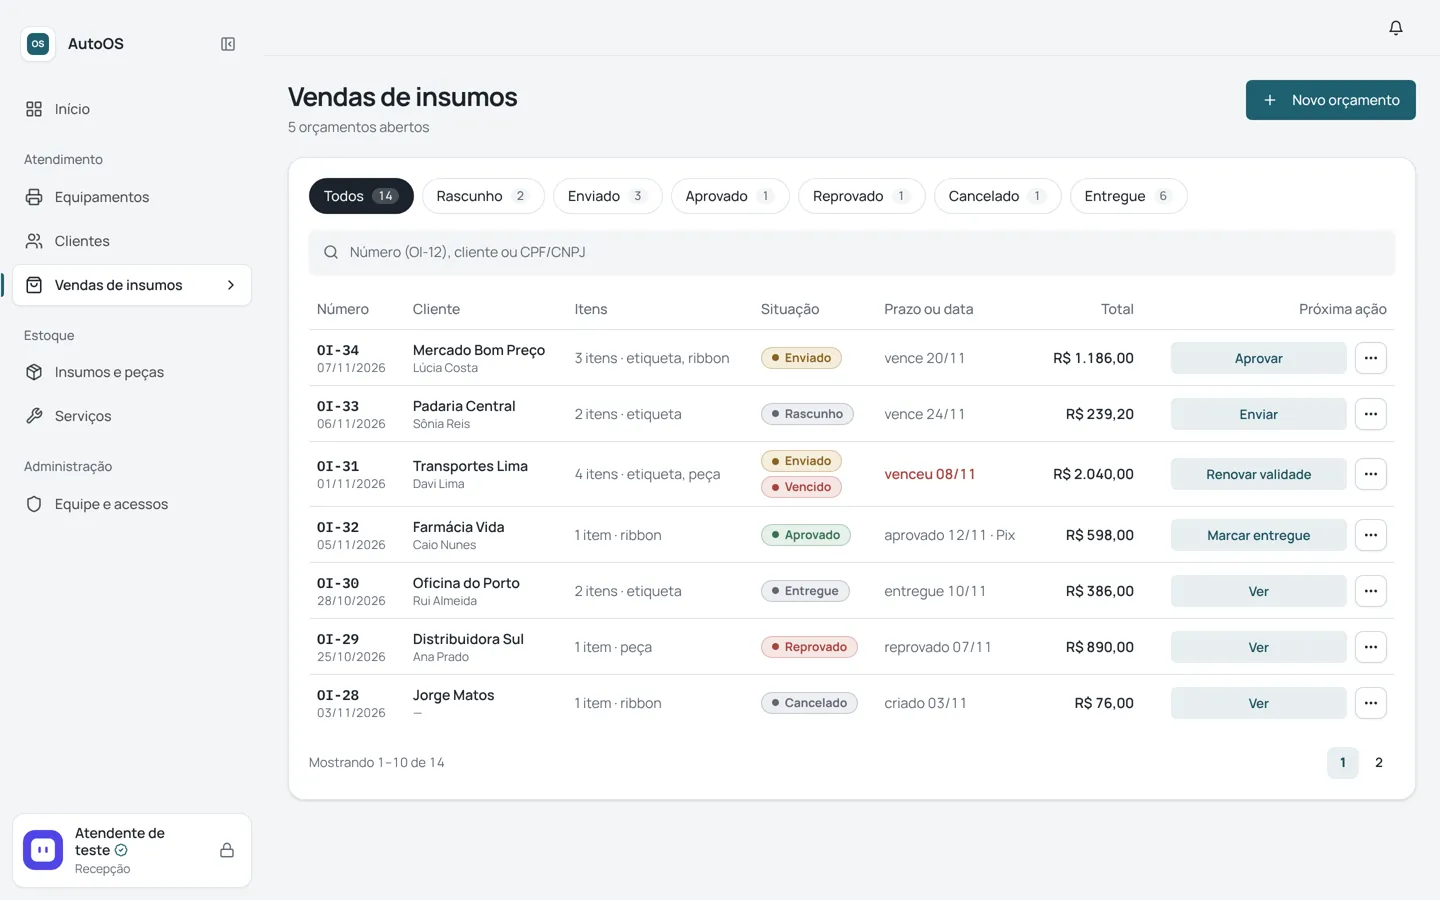 OS AutoOS
Início
Atendimento
Equipamentos
Clientes
Vendas de insumos
Estoque
Insumos e peças
Serviços
Administração
Equipe e acessos
Atendente de
teste
Recepção
Vendas de insumos
5 orçamentos abertos
Novo orçamento
Todos 14 Rascunho 2 Enviado 3 Aprovado 1 Reprovado 1 Cancelado 1 Entregue 6
Número (OI-12), cliente ou CPF/CNPJ
Número Cliente Itens Situação Prazo ou data Total Próxima ação
OI-34 Mercado Bom Preço 3 itens · etiqueta, ribbon Enviado vence 20/11 R$ 1.186,00 Aprovar
07/11/2026 Lúcia Costa
OI-33 Padaria Central 2 itens · etiqueta Rascunho vence 24/11 R$ 239,20 Enviar
06/11/2026 Sônia Reis
OI-31 Transportes Lima 4 itens · etiqueta, peça Enviado venceu 08/11 R$ 2.040,00 Renovar validade
01/11/2026 Davi Lima Vencido
OI-32 Farmácia Vida 1 item · ribbon Aprovado aprovado 12/11 · Pix R$ 598,00 Marcar entregue
05/11/2026 Caio Nunes
OI-30 Oficina do Porto 2 itens · etiqueta Entregue entregue 10/11 R$ 386,00 Ver
28/10/2026 Rui Almeida
OI-29 Distribuidora Sul 1 item · peça Reprovado reprovado 07/11 R$ 890,00 Ver
25/10/2026 Ana Prado
OI-28 Jorge Matos 1 item · ribbon Cancelado criado 03/11 R$ 76,00 Ver
03/11/2026 —
Mostrando 1–10 de 14
1 2